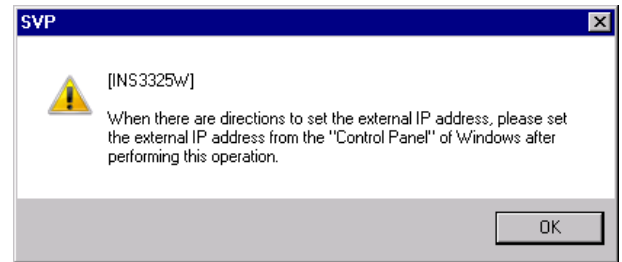 SVP
[INS3325W]
When there are directions to set the external IP address, please set
the external IP address from the "Control Panel" of Windows after
performing this operation.
OK